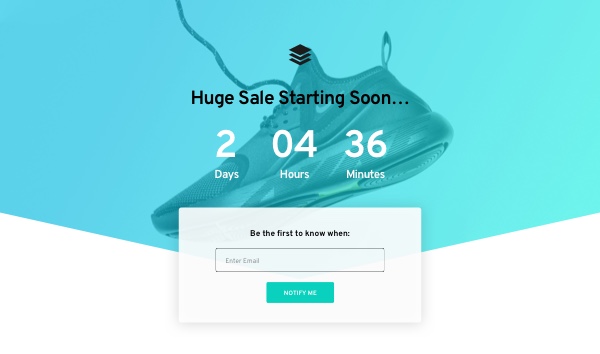 Huge Sale Starting Soon...
2 04 36
Days Hours Minutes
Be the first to know when:
Enter Email
NOTIFY ME